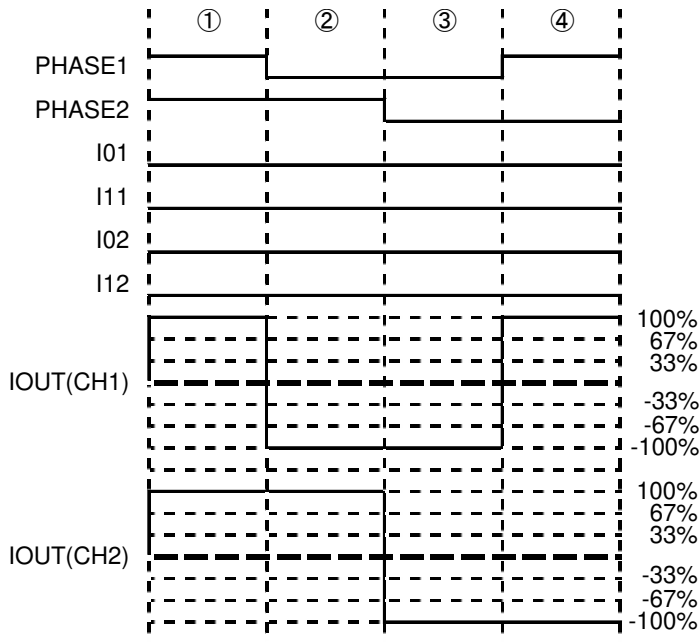 ① ② ③ ④
PHASE1
PHASE2
I01
I11
I02
I12
IOUT(CH1)
100%
67%
33%
-33%
-67%
-100%
IOUT(CH2)
100%
67%
33%
-33%
-67%
-100%